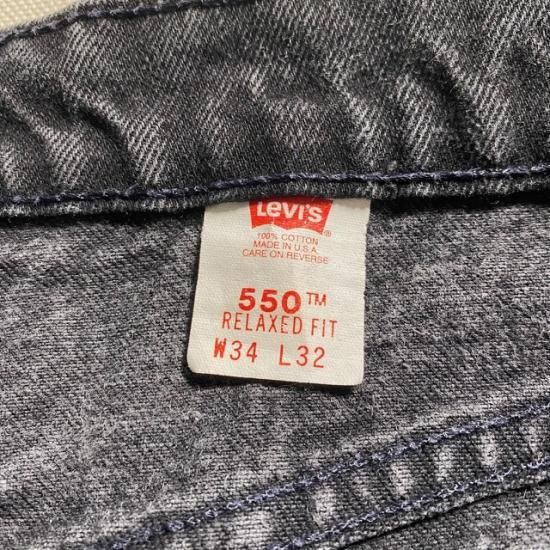 Levi's
®
100% COTTON
MADE IN U.S.A.
CARE ON REVERSE
550™
RELAXED FIT
W34 L32